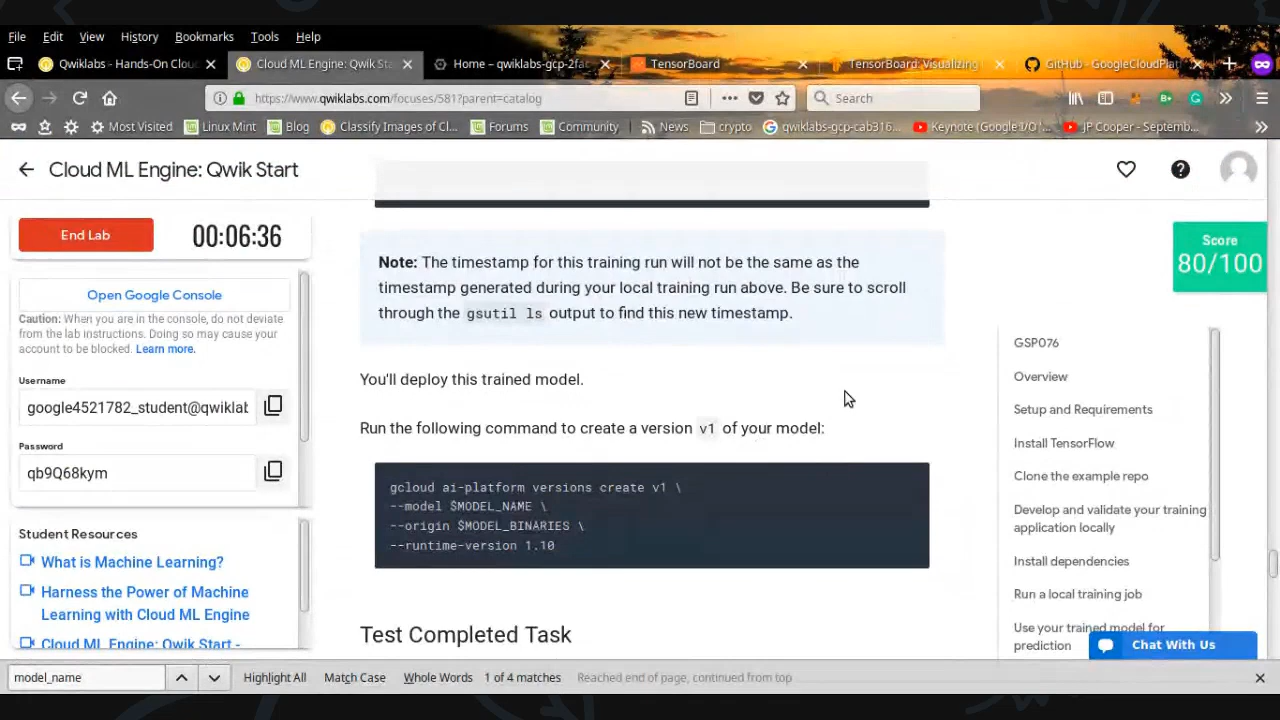 File Edit View History Bookmarks Tools Help
Qwiklabs - Hands-On Clou
Cloud ML Engine: Qwik Sta
Home – qwiklabs-gcp-2fac
TensorBoard
TensorBoard: Visualizing
GitHub - GoogleCloudPlat
https://www.qwiklabs.com/focuses/581?parent=catalog
Search
Most Visited Linux Mint Blog Classify Images of Cl... Forums Community News crypto qwiklabs-gcp-cab316... Keynote (Google I/O '... JP Cooper - Septemb...
Cloud ML Engine: Qwik Start
End Lab
00:06:36
Open Google Console
Caution: When you are in the console, do not deviate
from the lab instructions. Doing so may cause your
account to be blocked. Learn more.
Username
google4521782_student@qwiklab
Password
qb9Q68kym
Student Resources
What is Machine Learning?
Harness the Power of Machine
Learning with Cloud ML Engine
Cloud ML Engine: Qwik Start -
Note: The timestamp for this training run will not be the same as the
timestamp generated during your local training run above. Be sure to scroll
through the gsutil ls output to find this new timestamp.
You'll deploy this trained model.
Run the following command to create a version v1 of your model:
gcloud ai-platform versions create v1 \
--model $MODEL_NAME \
--origin $MODEL_BINARIES \
--runtime-version 1.10
Test Completed Task
Score
80/100
GSP076
Overview
Setup and Requirements
Install TensorFlow
Clone the example repo
Develop and validate your training
application locally
Install dependencies
Run a local training job
Use your trained model for
prediction
Chat With Us
model_name
Highlight All Match Case Whole Words 1 of 4 matches Reached end of page, continued from top